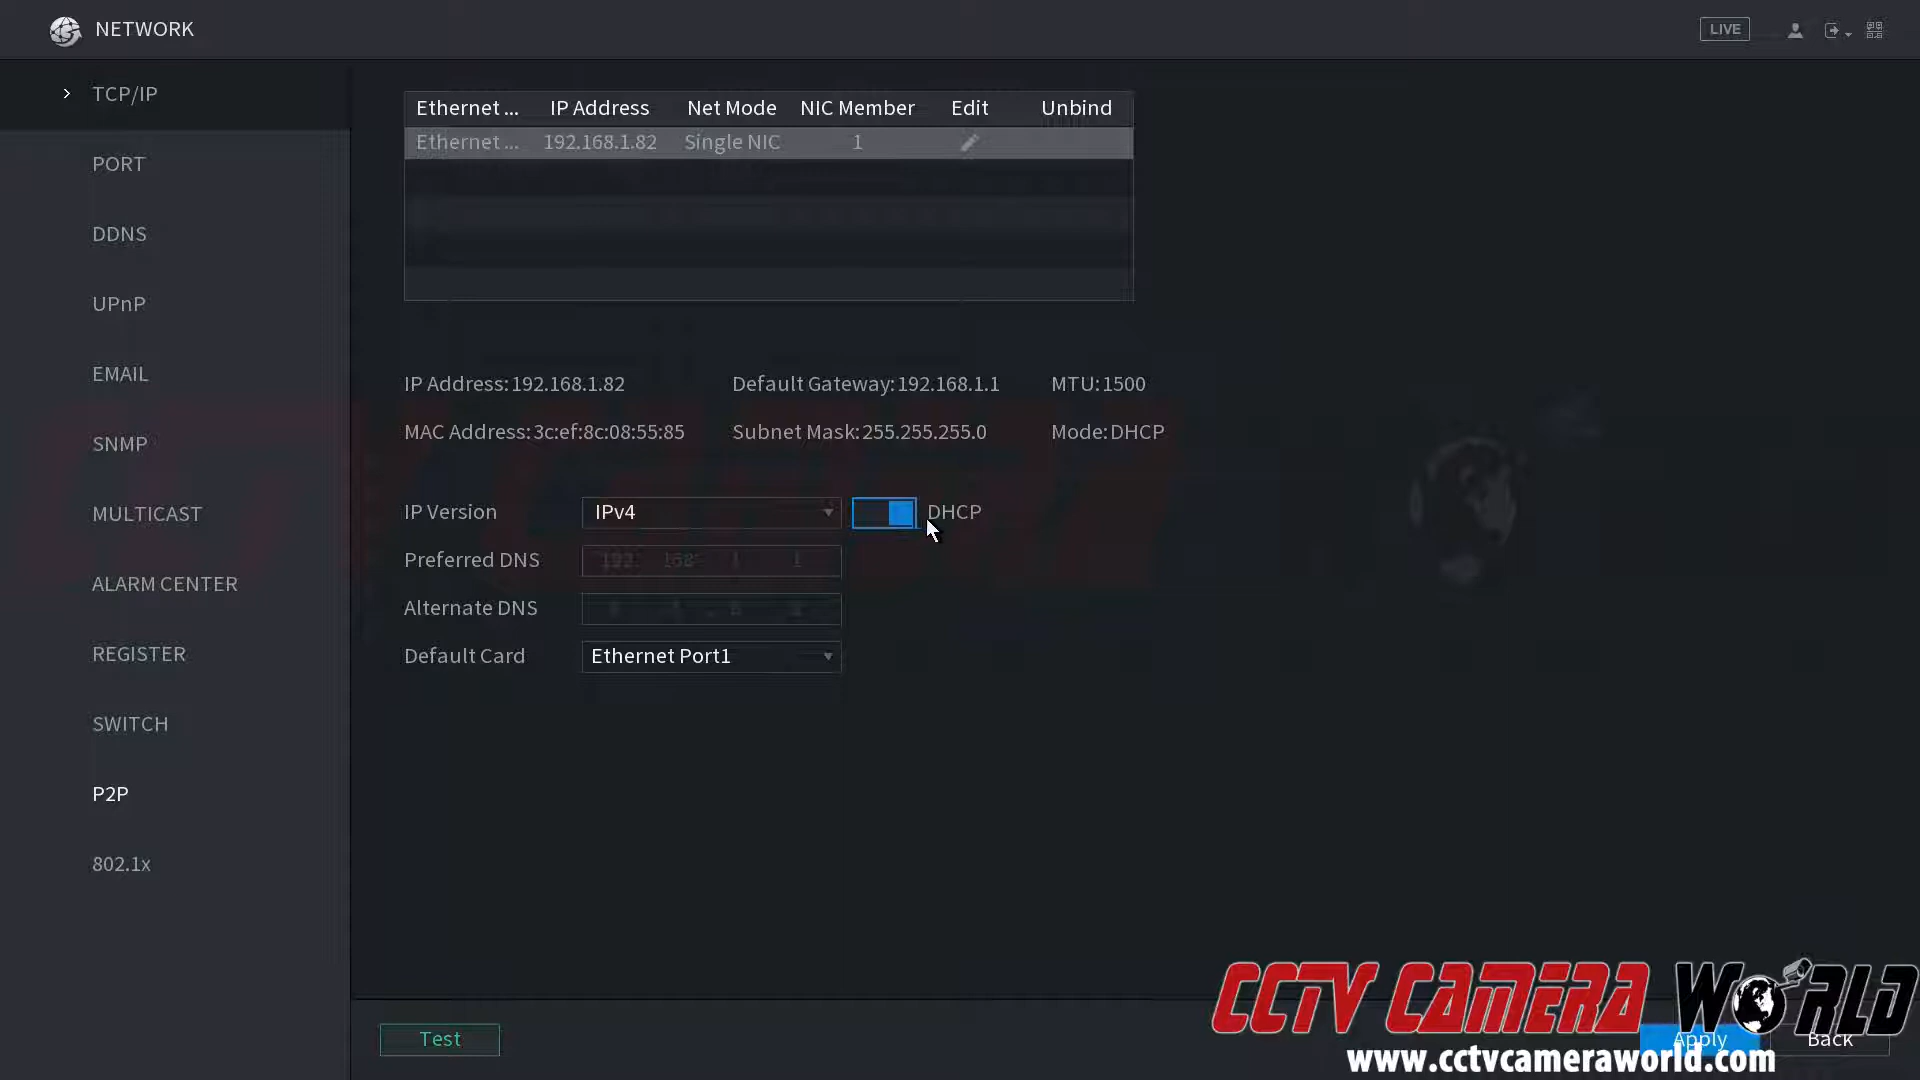 NETWORK
LIVE
TCP/IP
PORT
DDNS
UPnP
EMAIL
SNMP
MULTICAST
ALARM CENTER
REGISTER
SWITCH
P2P
802.1x
Ethernet ... IP Address Net Mode NIC Member Edit Unbind
Ethernet ... 192.168.1.82 Single NIC 1
IP Address: 192.168.1.82 Default Gateway: 192.168.1.1 MTU: 1500
MAC Address: 3c:ef:8c:08:55:85 Subnet Mask: 255.255.255.0 Mode: DHCP
IP Version IPv4 DHCP
Preferred DNS 192. 168. 1 1
Alternate DNS
Default Card Ethernet Port1
Test
Apply Back
CCTV CAMERA WORLD
www.cctvcameraworld.com